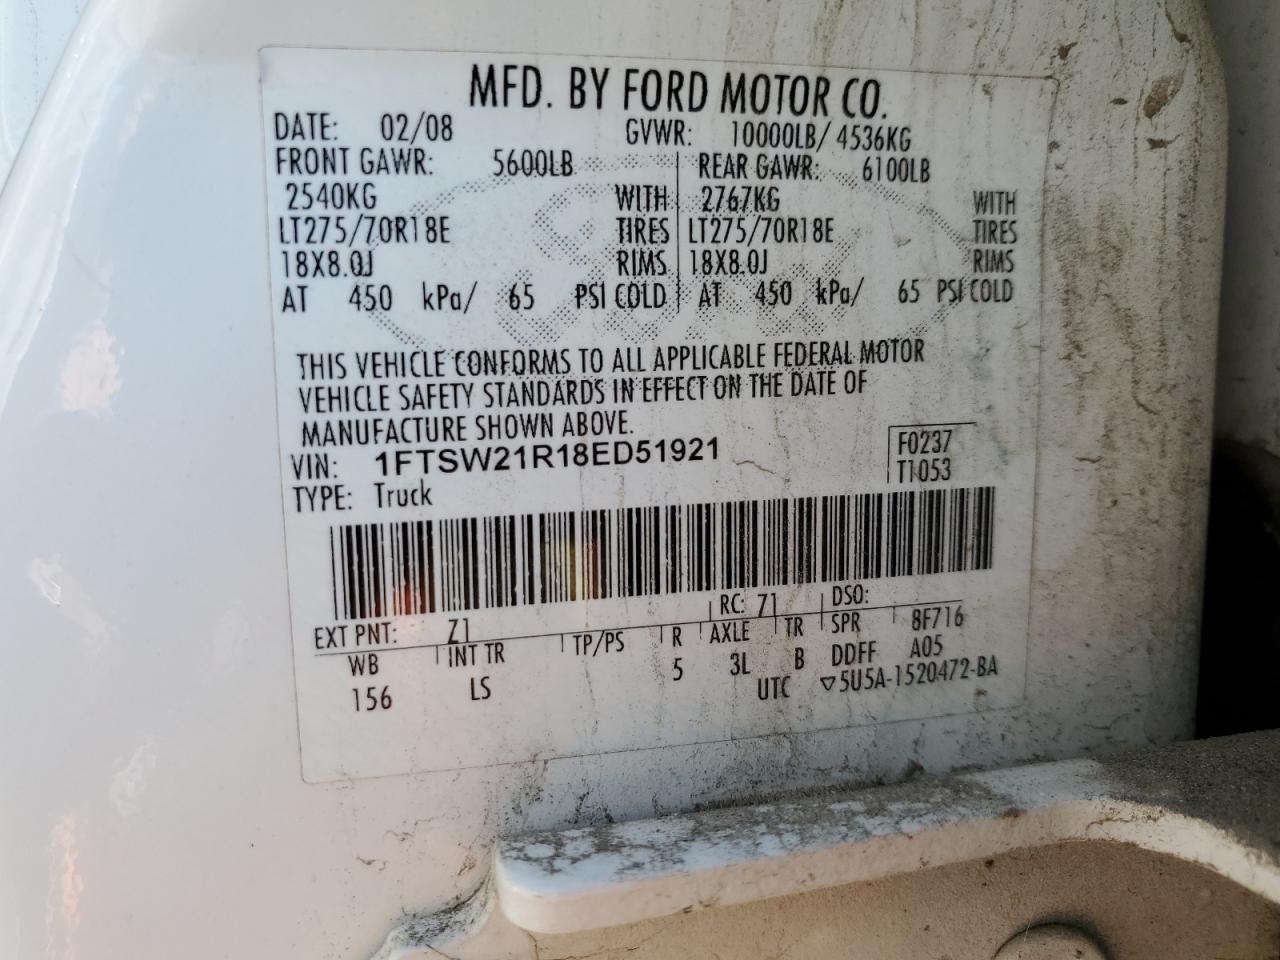 MFD. BY FORD MOTOR CO.
DATE: 02/08 GVWR: 10000LB/ 4536KG
FRONT GAWR: 5600LB REAR GAWR: 6100LB
2540KG WITH 2767KG WITH
LT275/70R18E TIRES LT275/70R18E TIRES
18X8.0J RIMS 18X8.0J RIMS
AT 450 kPa/ 65 PSI COLD AT 450 kPa/ 65 PSI COLD
THIS VEHICLE CONFORMS TO ALL APPLICABLE FEDERAL MOTOR
VEHICLE SAFETY STANDARDS IN EFFECT ON THE DATE OF
MANUFACTURE SHOWN ABOVE.
VIN: 1FTSW21R18ED51921 F0237
TYPE: Truck T1053
EXT PNT: Z1 RC: 71 DSO:
WB INT TR TP/PS R AXLE TR SPR 8F716
156 LS 5 3L B DDFF A05
UTC ▽5U5A-1520472-BA